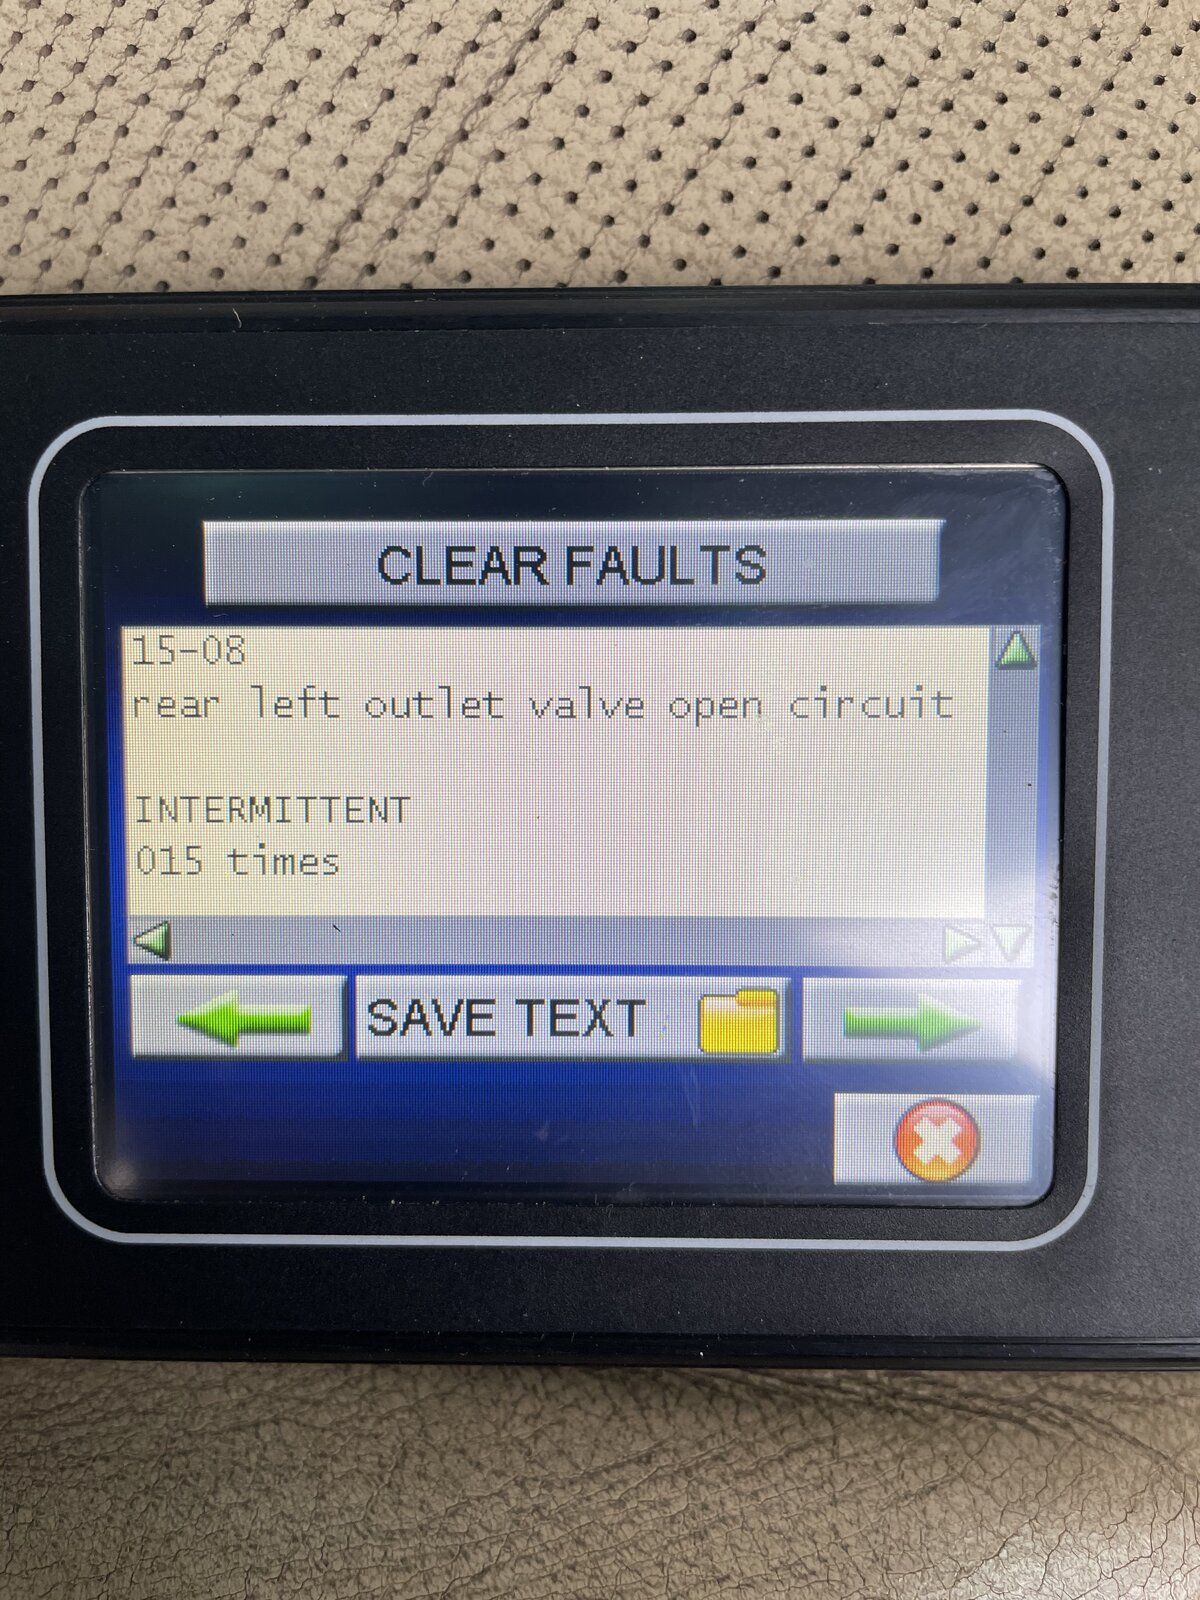 CLEAR FAULTS
15-08
rear left outlet valve open circuit
INTERMITTENT
015 times
SAVE TEXT